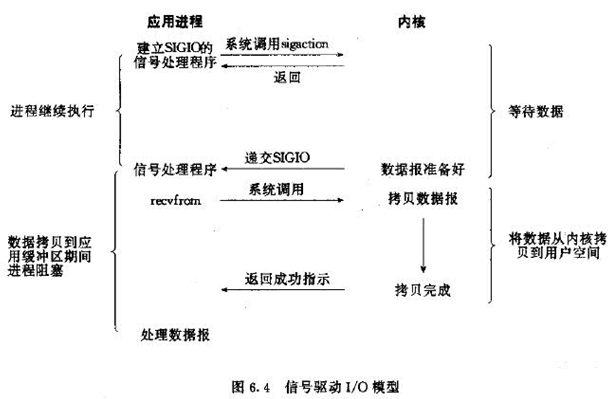 应用进程
内核
建立SIGIO的
信号处理程序
系统调用sigaction
返回
进程继续执行
等待数据
信号处理程序
递交SIGIO
数据报准备好
recvfrom
系统调用
拷贝数据报
数据拷贝到应
用缓冲区期间
进程阻塞
将数据从内核拷
贝到用户空间
返回成功指示
拷贝完成
处理数据报
图 6.4 信号驱动 I/O 模型